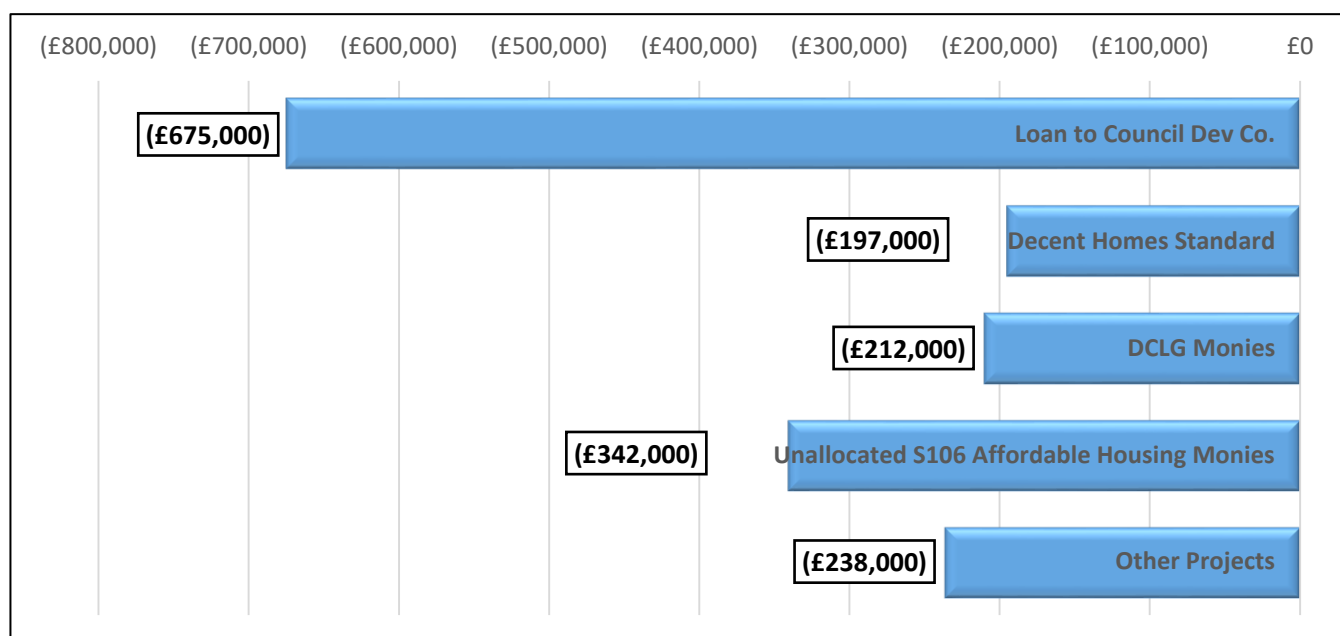 (£800,000) (£700,000) (£600,000) (£500,000) (£400,000) (£300,000) (£200,000) (£100,000) £0
(£675,000) Loan to Council Dev Co.
(£197,000) Decent Homes Standard
(£212,000) DCLG Monies
(£342,000) Unallocated S106 Affordable Housing Monies
(£238,000) Other Projects